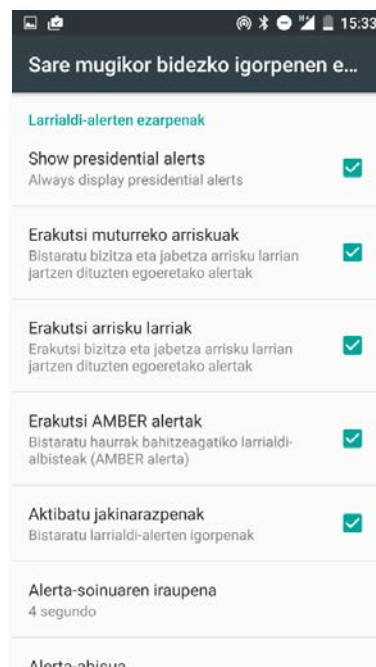 15:33
Sare mugikor bidezko igorpenen e...
Larrialdi-alerten ezarpenak
Show presidential alerts
Always display presidential alerts
Erakutsi muturreko arriskuak
Bistaratu bizitza eta jabetza arrisku larrian
jartzen dituzten egoeretako alertak
Erakutsi arrisku larriak
Erakutsi bizitza eta jabetza arrisku larrian
jartzen dituzten egoeretako alertak
Erakutsi AMBER alertak
Bistaratu haurrak bahitzeagatiko larrialdi-
albisteak (AMBER alerta)
Aktibatu jakinarazpenak
Bistaratu larrialdi-alerten igorpenak
Alerta-soinuaren iraupena
4 segundo
Alerta-abisua